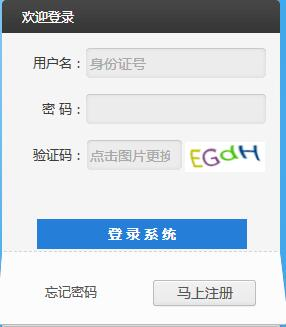 欢迎登录
用户名：身份证号
密 码：
验证码：点击图片更换 EGdH
登 录 系 统
忘记密码 马上注册